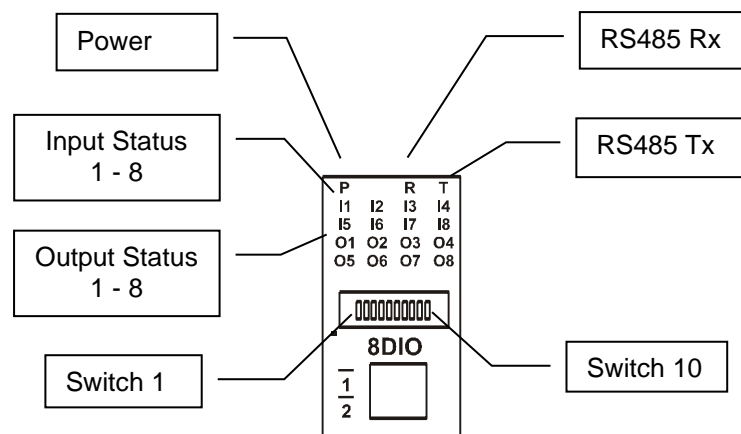 Power
RS485 Rx
Input Status
1 - 8
RS485 Tx
P R T
I1 I2 I3 I4
I5 I6 I7 I8
O1 O2 O3 O4
O5 O6 O7 O8
Output Status
1 - 8
8DIO
Switch 1
Switch 10
1
2